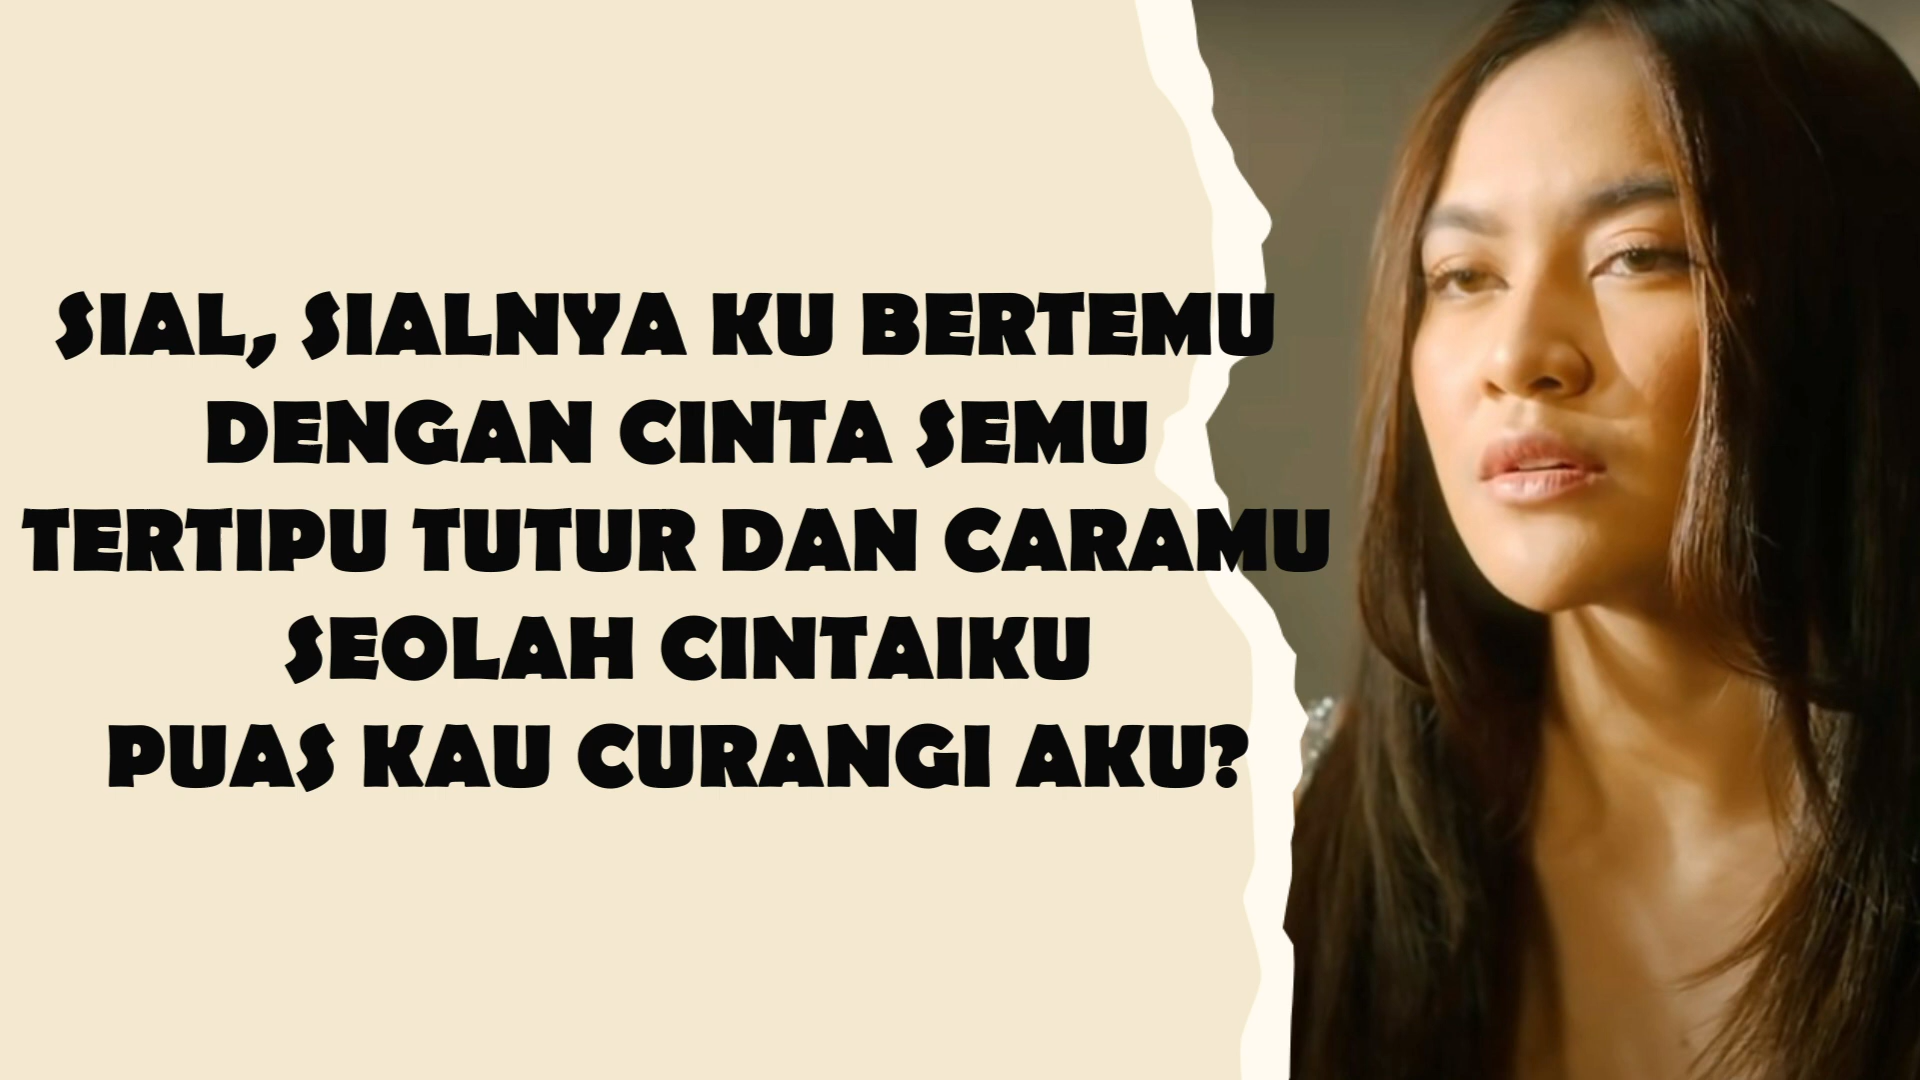 SIAL, SIALNYA KU BERTEMU
DENGAN CINTA SEMU
TERTIPU TUTUR DAN CARAMU
SEOLAH CINTAIKU
PUAS KAU CURANGI AKU?